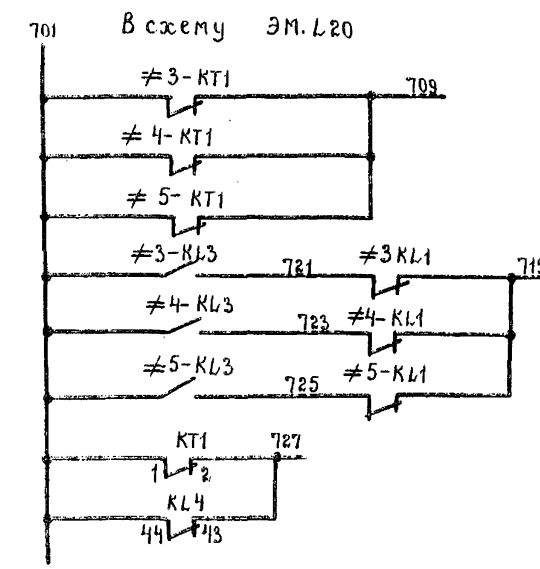 701 В схему ЭМ.L20
≠3-KT1
709
≠4-KT1
≠5-KT1
≠3-KL3 721 ≠3KL1
≠4-KL3 723 ≠4-KL1
≠5-KL3 725 ≠5-KL1
KT1 727
1 2
KL4
44 43